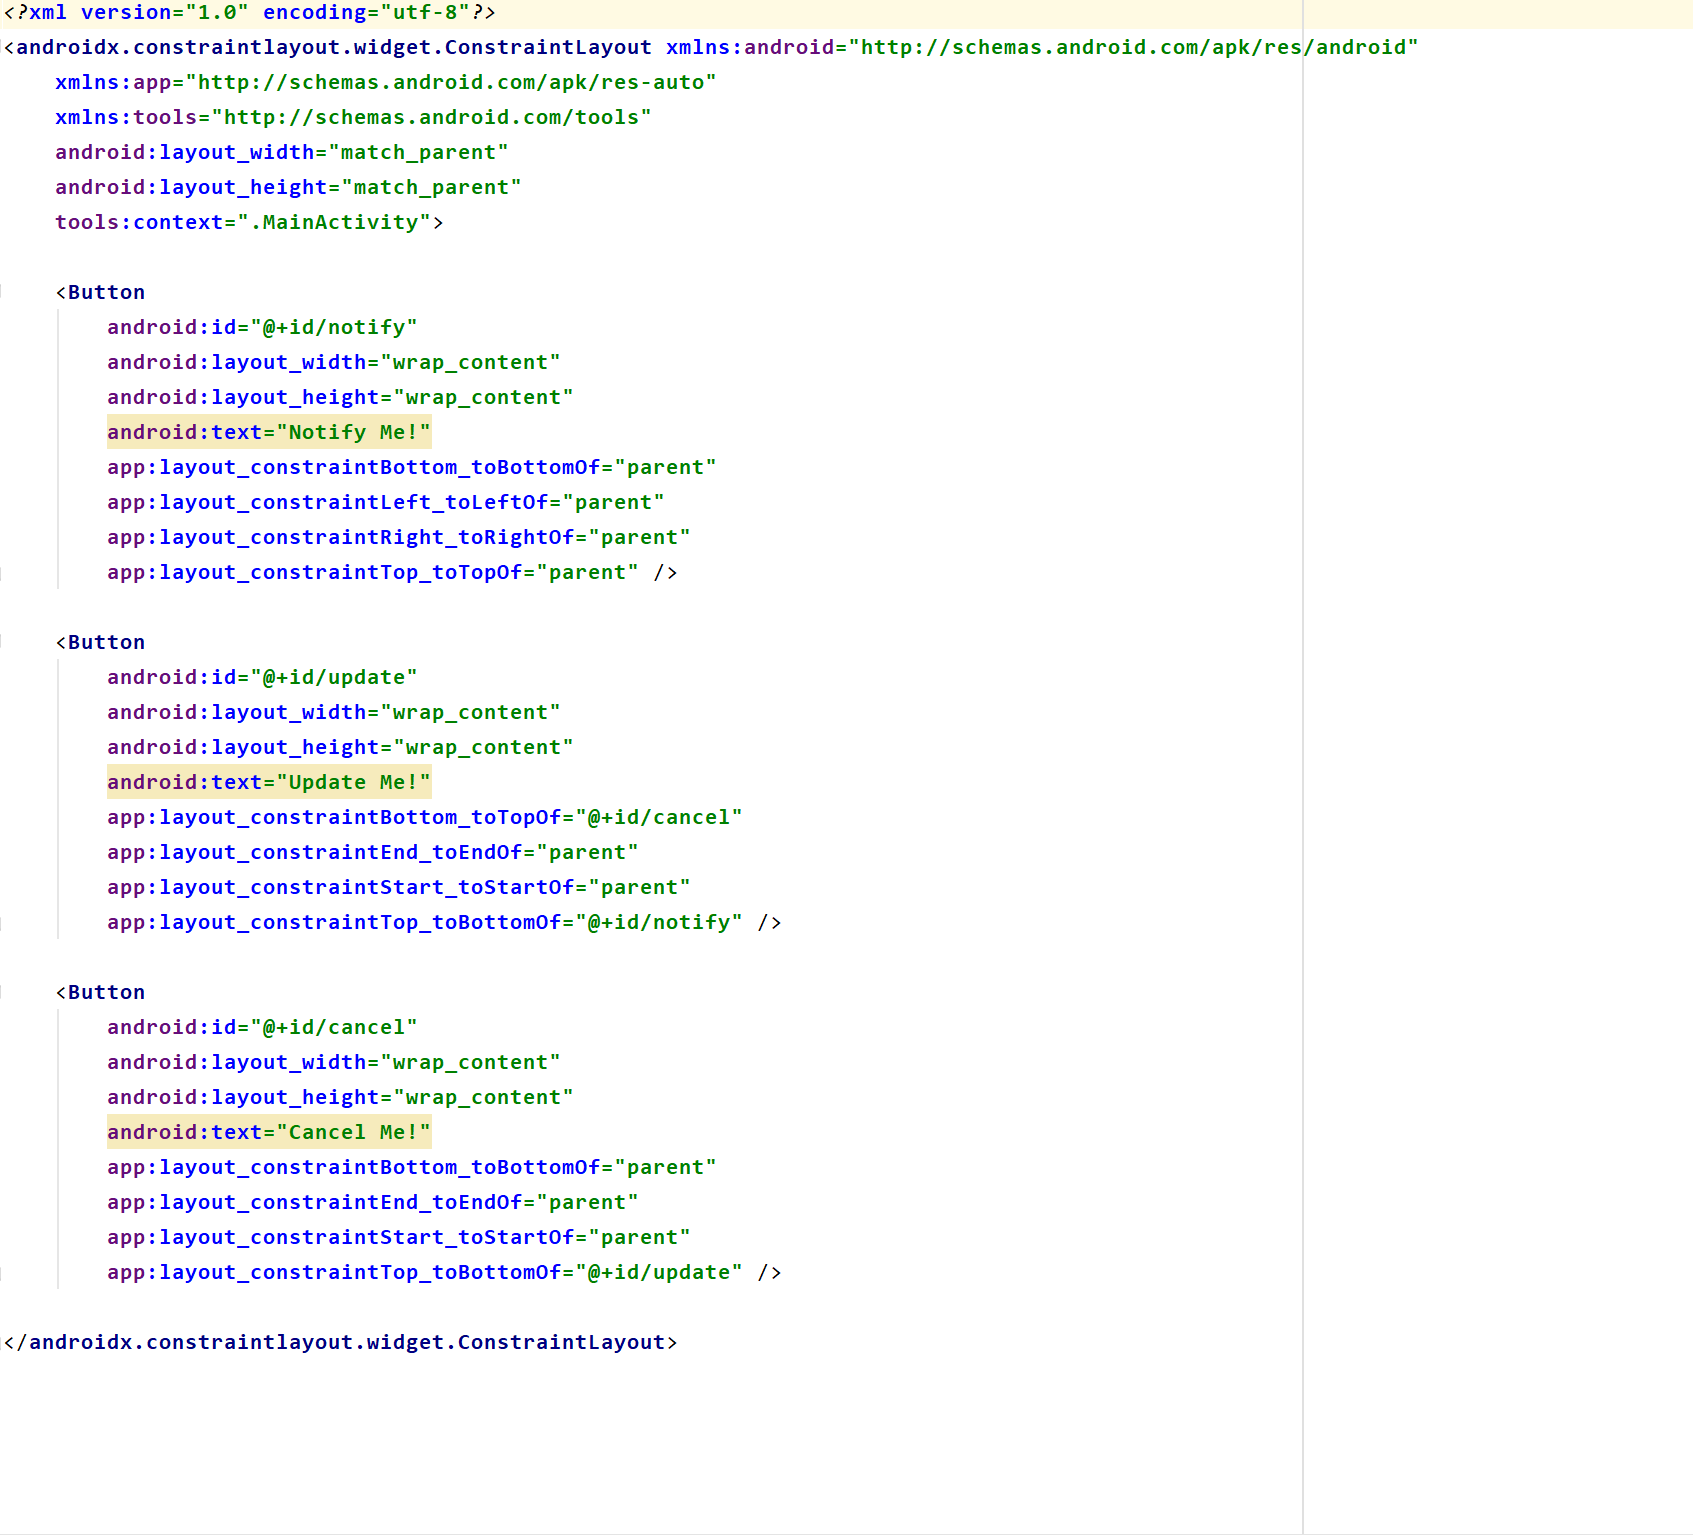 <?xml version="1.0" encoding="utf-8"?>
<androidx.constraintlayout.widget.ConstraintLayout xmlns:android="http://schemas.android.com/apk/res/android"
    xmlns:app="http://schemas.android.com/apk/res-auto"
    xmlns:tools="http://schemas.android.com/tools"
    android:layout_width="match_parent"
    android:layout_height="match_parent"
    tools:context=".MainActivity">

    <Button
        android:id="@+id/notify"
        android:layout_width="wrap_content"
        android:layout_height="wrap_content"
        android:text="Notify Me!"
        app:layout_constraintBottom_toBottomOf="parent"
        app:layout_constraintLeft_toLeftOf="parent"
        app:layout_constraintRight_toRightOf="parent"
        app:layout_constraintTop_toTopOf="parent" />

    <Button
        android:id="@+id/update"
        android:layout_width="wrap_content"
        android:layout_height="wrap_content"
        android:text="Update Me!"
        app:layout_constraintBottom_toTopOf="@+id/cancel"
        app:layout_constraintEnd_toEndOf="parent"
        app:layout_constraintStart_toStartOf="parent"
        app:layout_constraintTop_toBottomOf="@+id/notify" />

    <Button
        android:id="@+id/cancel"
        android:layout_width="wrap_content"
        android:layout_height="wrap_content"
        android:text="Cancel Me!"
        app:layout_constraintBottom_toBottomOf="parent"
        app:layout_constraintEnd_toEndOf="parent"
        app:layout_constraintStart_toStartOf="parent"
        app:layout_constraintTop_toBottomOf="@+id/update" />

</androidx.constraintlayout.widget.ConstraintLayout>